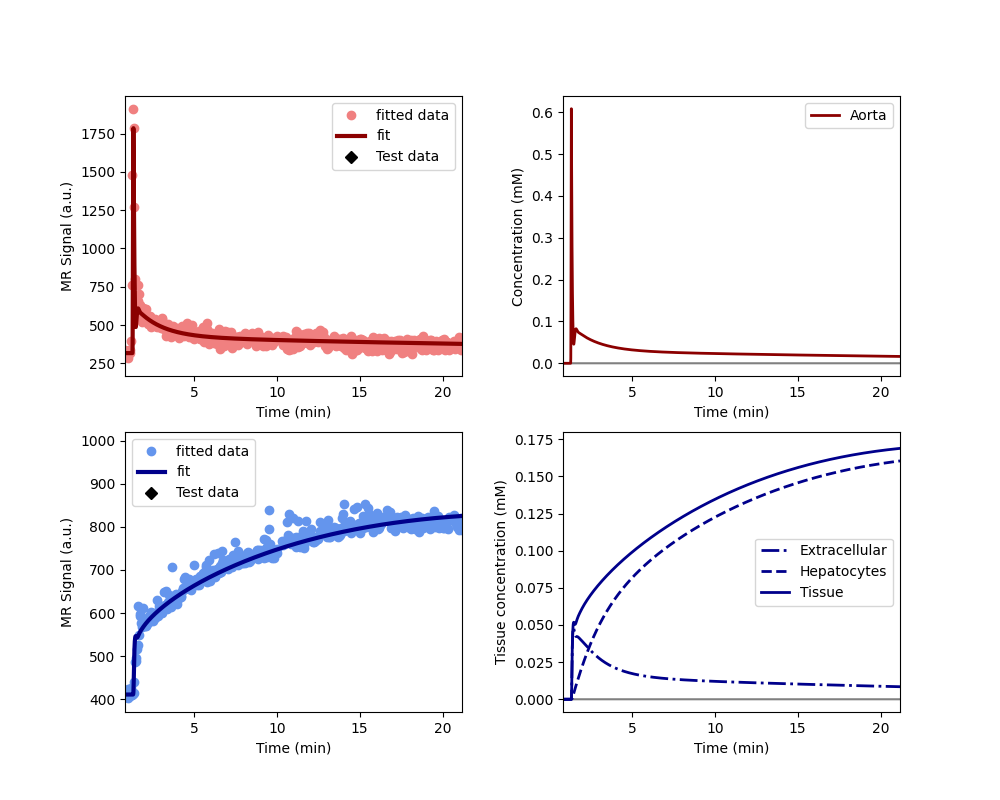 1750
1500
1250
1000
750
500
250
MR Signal (a.u.)
fitted data
fit
Test data
5
10
15
20
Time (min)
0.6
0.5
0.4
0.3
0.2
0.1
0.0
Concentration (mM)
Aorta
5
10
15
20
Time (min)
1000
900
800
700
600
500
400
MR Signal (a.u.)
fitted data
fit
Test data
5
10
15
20
Time (min)
0.175
0.150
0.125
0.100
0.075
0.050
0.025
0.000
Tissue concentration (mM)
Extracellular
Hepatocytes
Tissue
5
10
15
20
Time (min)